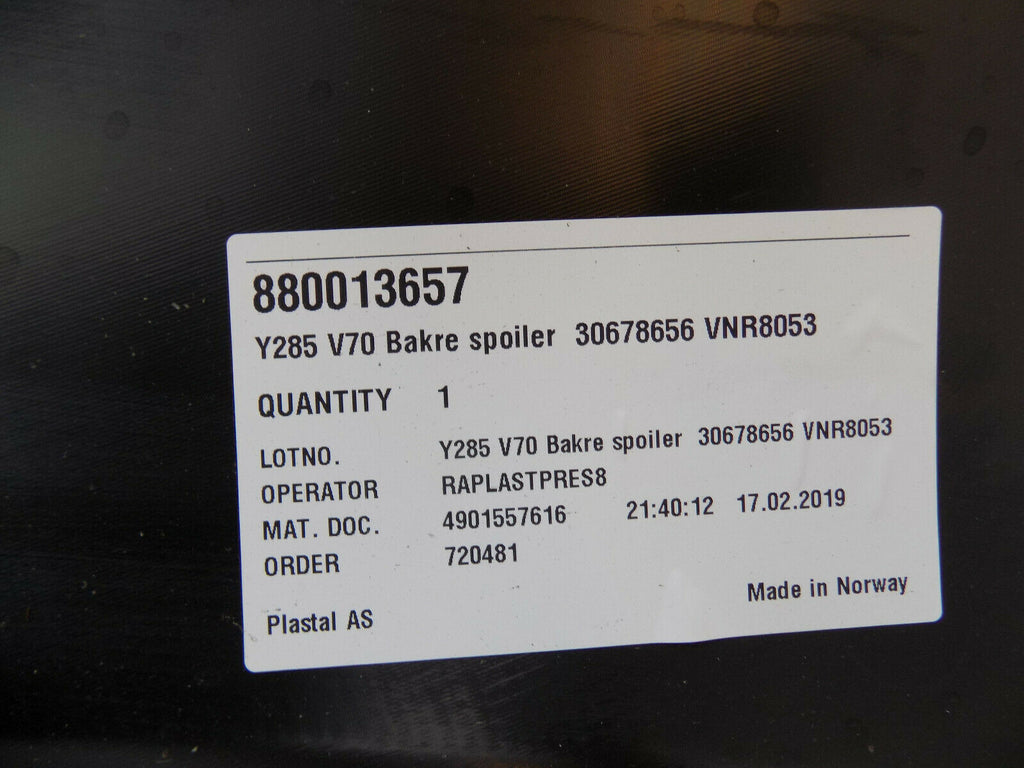 880013657
Y285 V70 Bakre spoiler 30678656 VNR8053
QUANTITY 1
LOTNO. Y285 V70 Bakre spoiler 30678656 VNR8053
OPERATOR RAPLASTPRES8
MAT. DOC. 4901557616 21:40:12 17.02.2019
ORDER 720481
Plastal AS Made in Norway